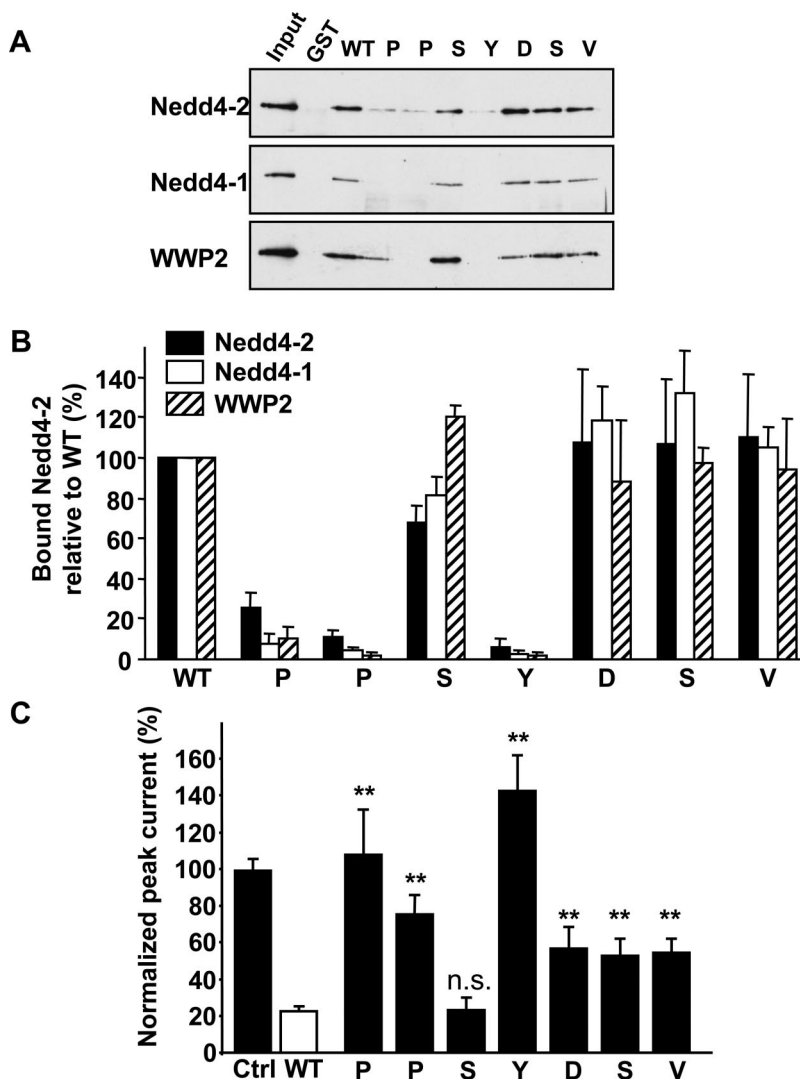 A
Input GST WT P P S Y D S V
Nedd4-2
Nedd4-1
WWP2
B
Nedd4-2
Nedd4-1
WWP2
Bound Nedd4-2
relative to WT (%)
140
120
100
80
60
40
20
0
WT P P S Y D S V
C
Normalized peak current (%)
160
140
120
100
80
60
40
20
0
** ** n.s. ** ** ** **
Ctrl WT P P S Y D S V